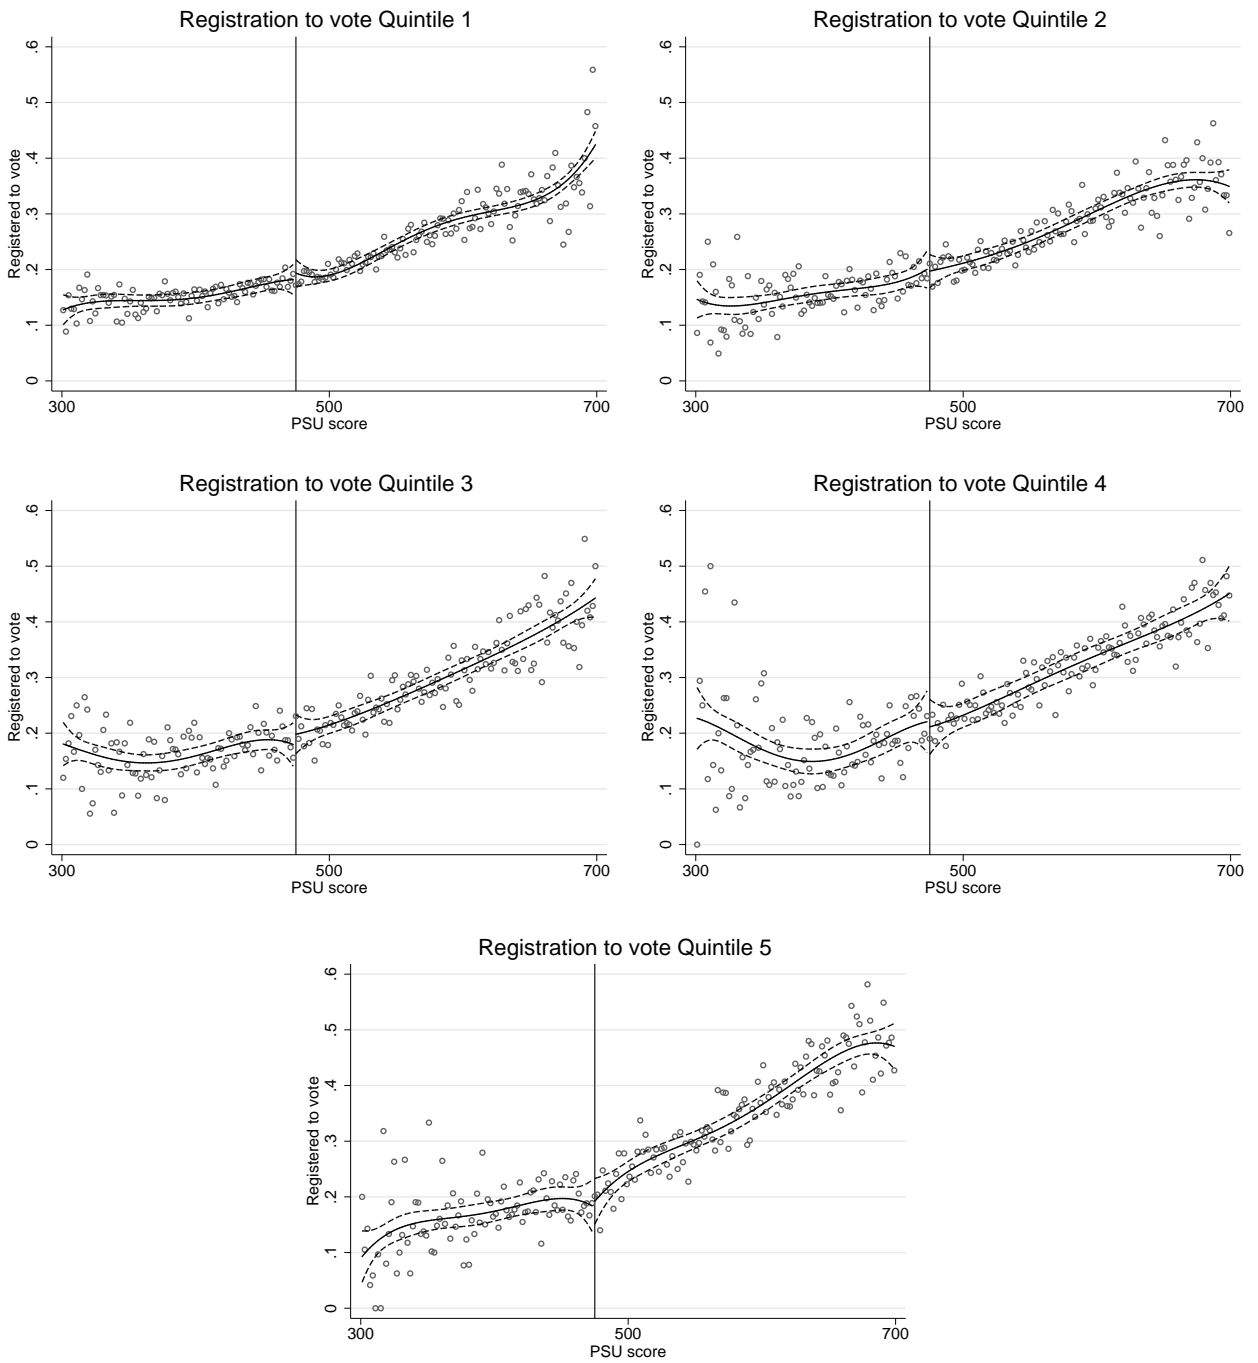 Registration to vote Quintile 1
Registered to vote
0 .1 .2 .3 .4 .5 .6
300 500 700
PSU score
Registration to vote Quintile 2
Registered to vote
0 .1 .2 .3 .4 .5 .6
300 500 700
PSU score
Registration to vote Quintile 3
Registered to vote
0 .1 .2 .3 .4 .5 .6
300 500 700
PSU score
Registration to vote Quintile 4
Registered to vote
0 .1 .2 .3 .4 .5 .6
300 500 700
PSU score
Registration to vote Quintile 5
Registered to vote
0 .1 .2 .3 .4 .5 .6
300 500 700
PSU score